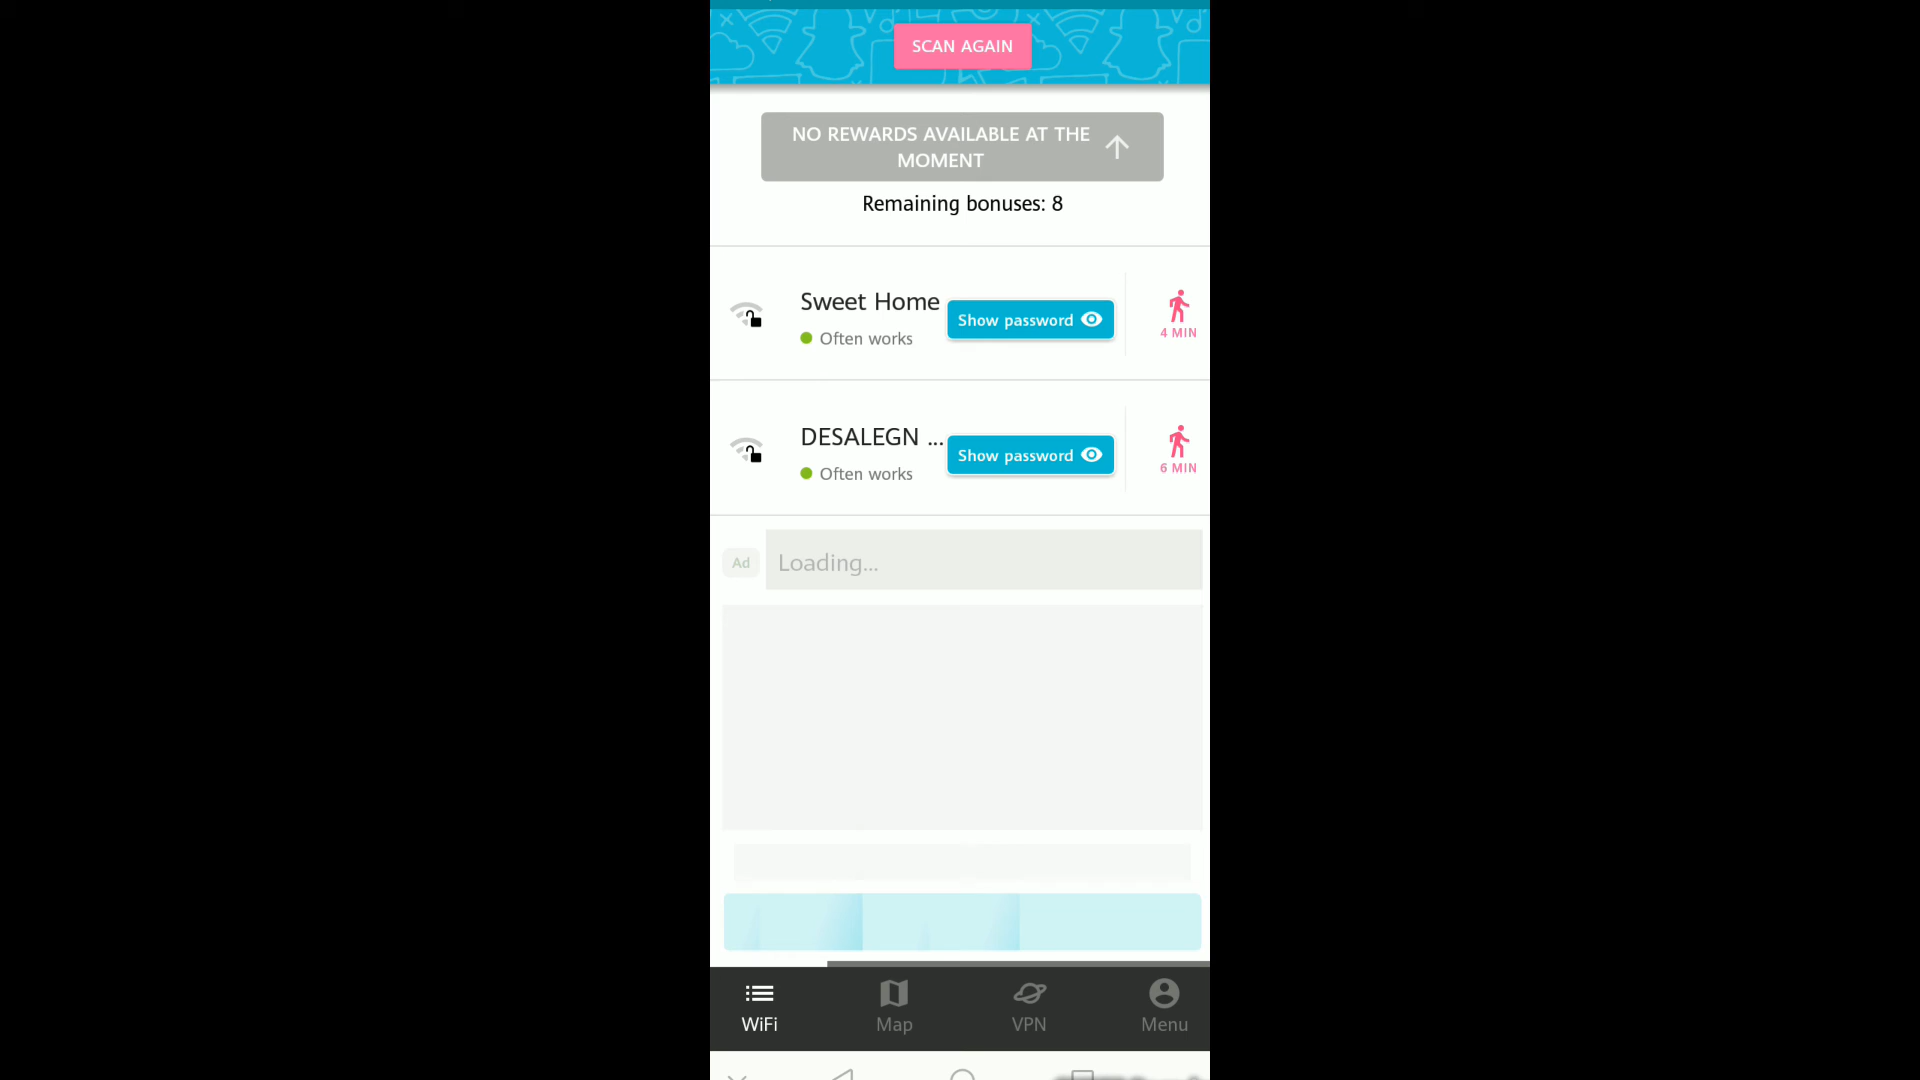 SCAN AGAIN
NO REWARDS AVAILABLE AT THE
MOMENT
Remaining bonuses: 8
Sweet Home
Show password
Often works
4 MIN
DESALEGN ...
Show password
Often works
6 MIN
Ad
Loading...
WiFi
Map
VPN
Menu